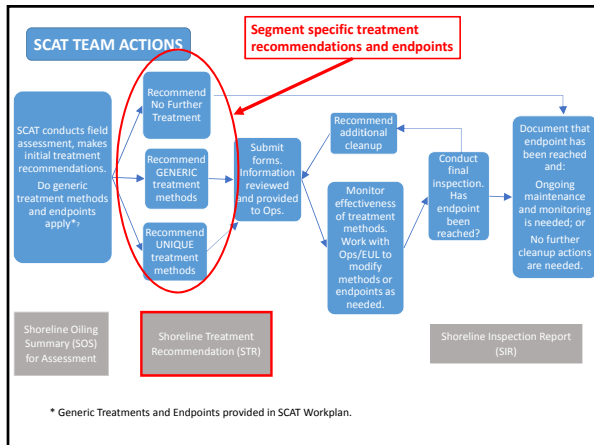 SCAT TEAM ACTIONS
Segment specific treatment
recommendations and endpoints
SCAT conducts field
assessment, makes
initial treatment
recommendations.
Do generic
treatment methods
and endpoints
apply*?
Recommend
No Further
Treatment
Recommend
GENERIC
treatment
methods
Recommend
UNIQUE
treatment
methods
Submit
forms.
Information
reviewed
and provided
to Ops.
Recommend
additional
cleanup
Monitor
effectiveness of
treatment methods.
Work with
Ops/EUL to
modify
methods or
endpoints as
needed.
Conduct
final
inspection.
Has
endpoint
been
reached?
Document that
endpoint has
been reached
and:
Ongoing
maintenance
and monitoring
is needed; or
No further
cleanup actions
are needed.
Shoreline Oiling
Summary (SOS)
for Assessment
Shoreline Treatment
Recommendation (STR)
Shoreline Inspection Report
(SIR)
* Generic Treatments and Endpoints provided in SCAT Workplan.